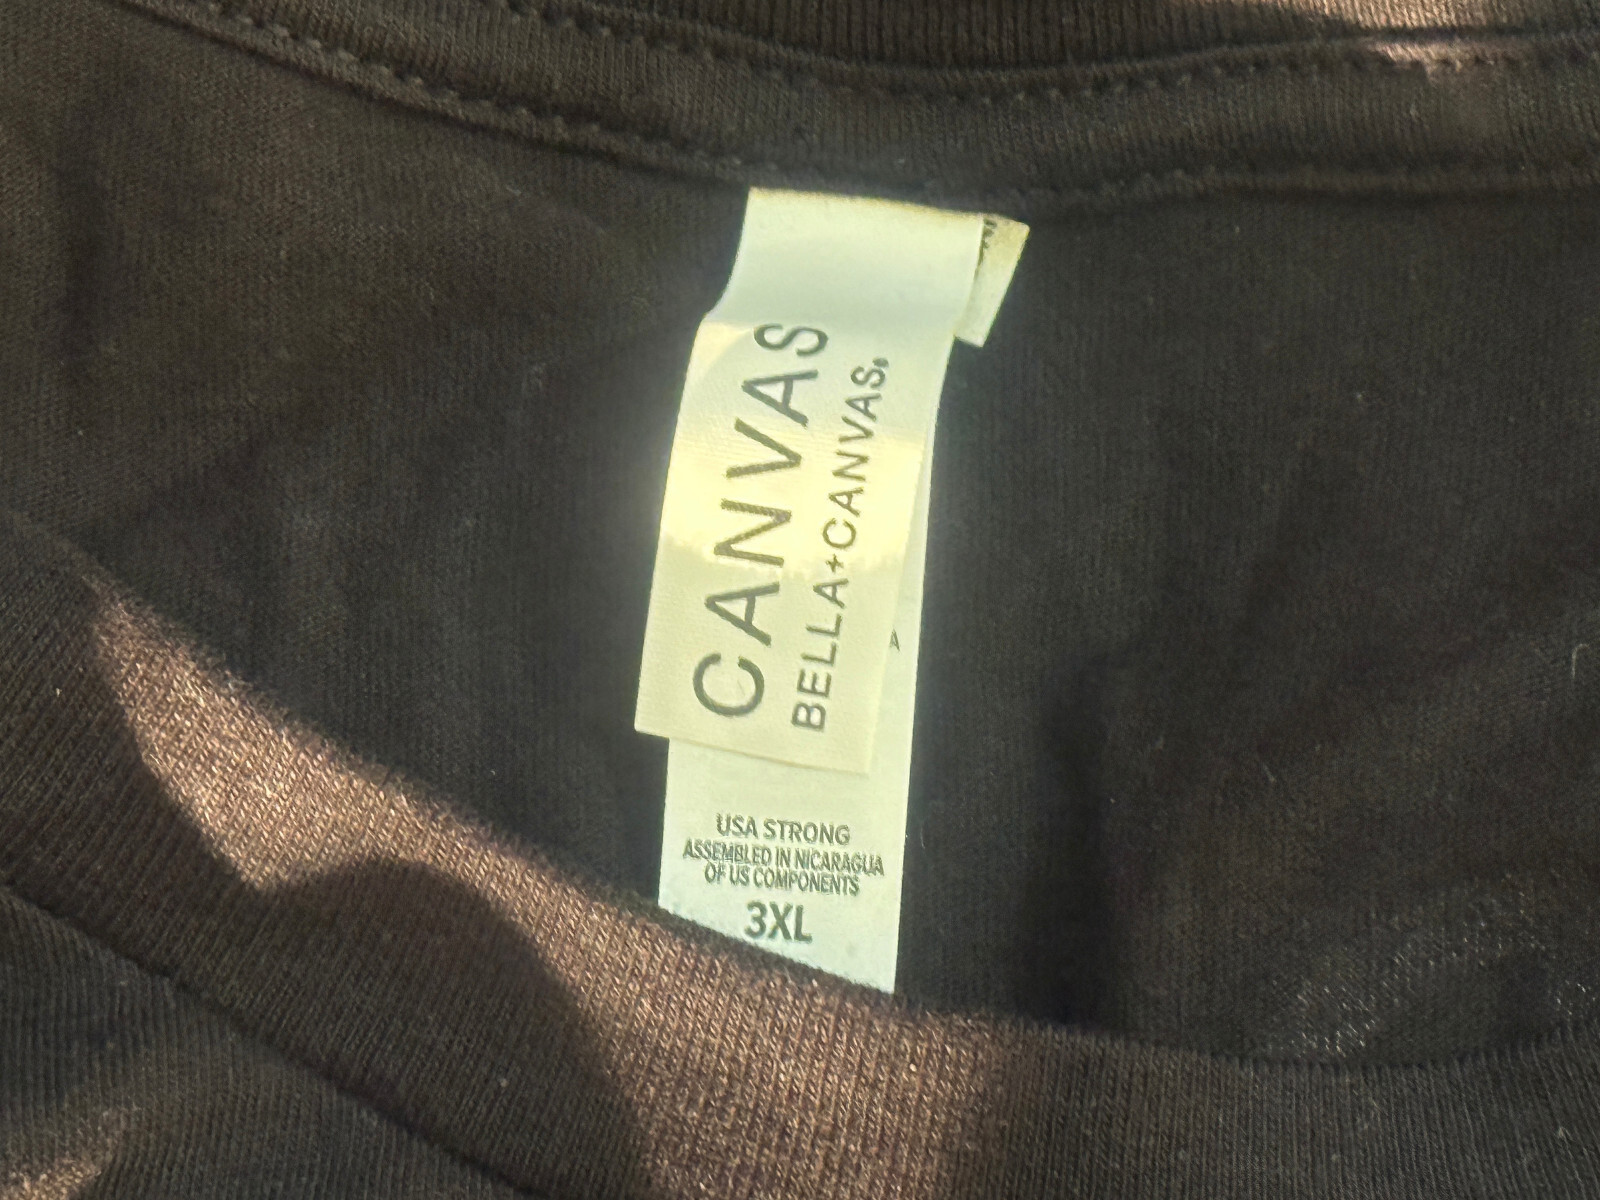 CANVAS
BELLA+CANVAS®
A
USA STRONG
ASSEMBLED IN NICARAGUA
OF US COMPONENTS
3XL